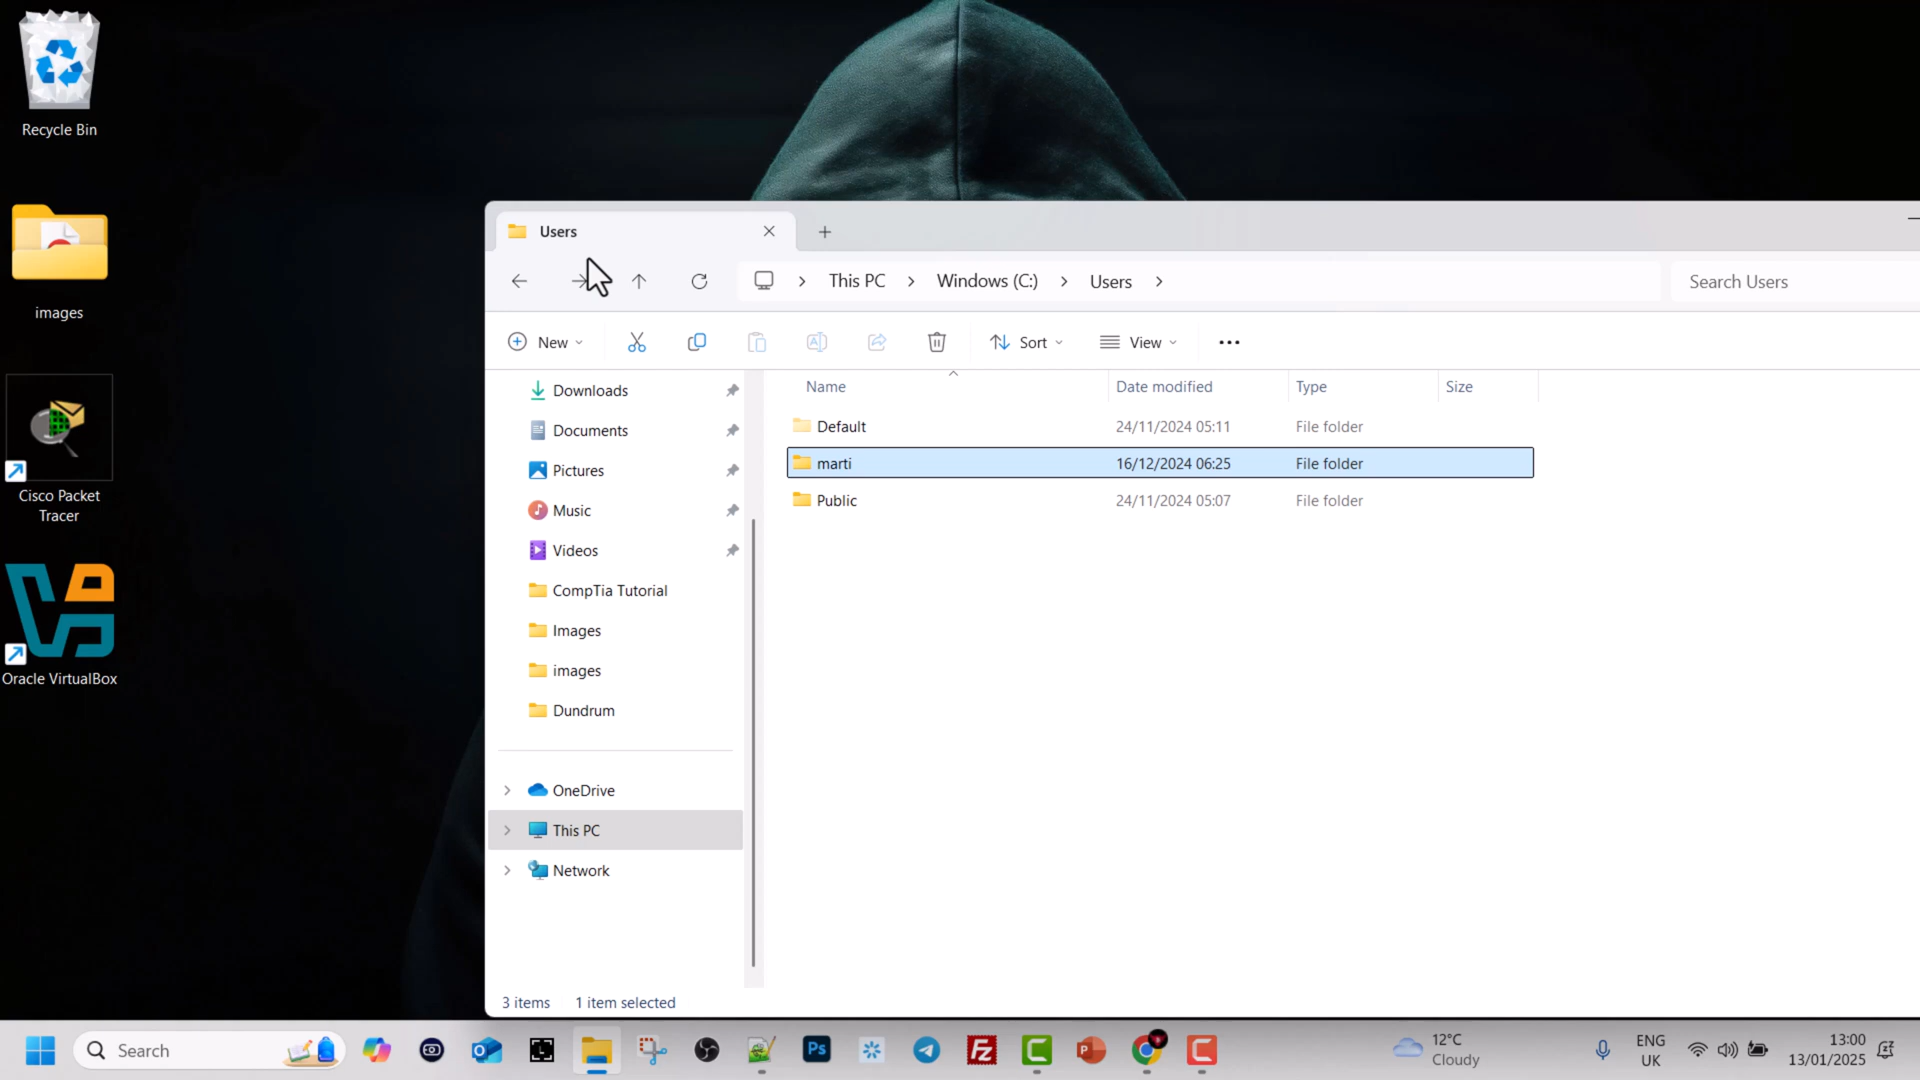 Recycle Bin
images
Cisco Packet
Tracer
Oracle VirtualBox
Users
This PC
Windows (C:)
Users
Search Users
New
Sort
View
Downloads
Documents
Pictures
Music
Videos
CompTia Tutorial
Images
images
Dundrum
OneDrive
This PC
Network
Name Date modified Type Size
Default 24/11/2024 05:11 File folder
marti 16/12/2024 06:25 File folder
Public 24/11/2024 05:07 File folder
3 items 1 item selected
Search
Ps
12°C
Cloudy
ENG
UK
13:00
13/01/2025